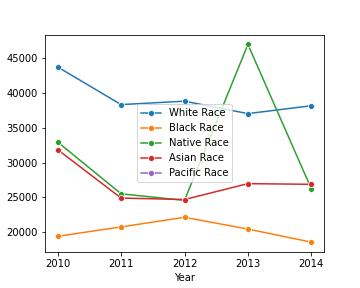 45000
40000
35000
30000
25000
20000
White Race
Black Race
Native Race
Asian Race
Pacific Race
2010 2011 2012 2013 2014
Year